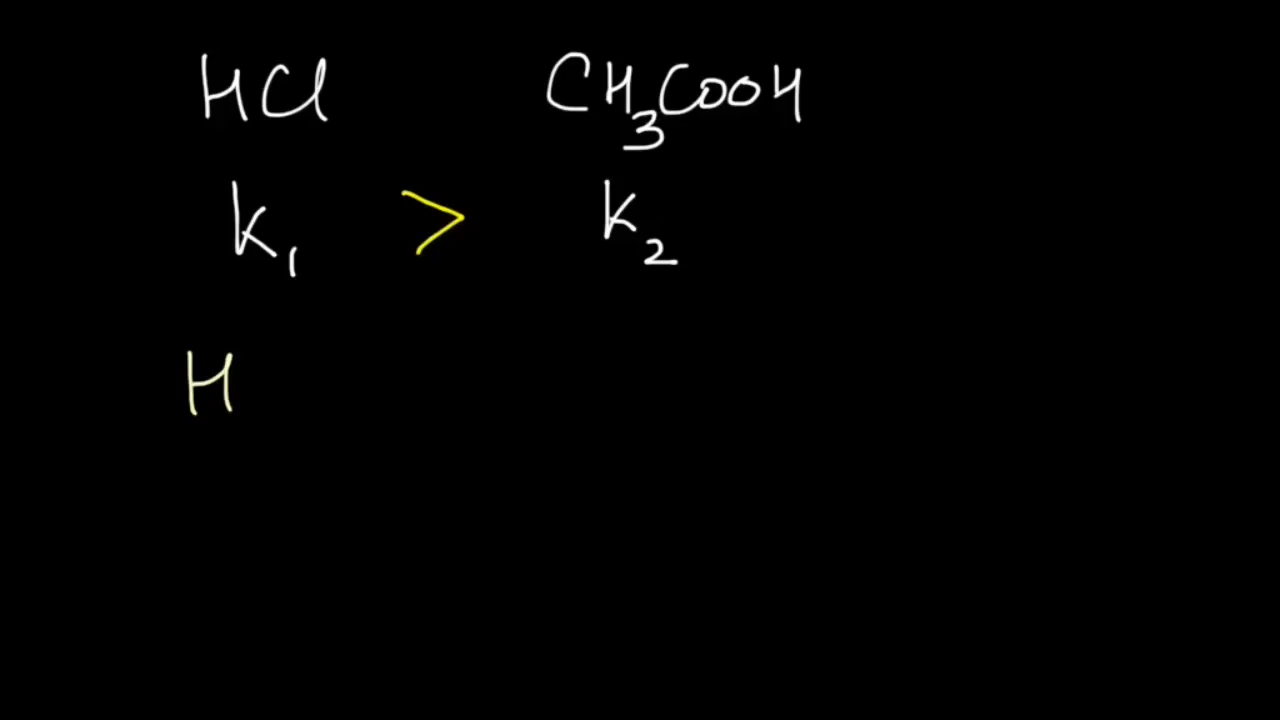 HCl CH₃COOH
K₁ > K₂
H